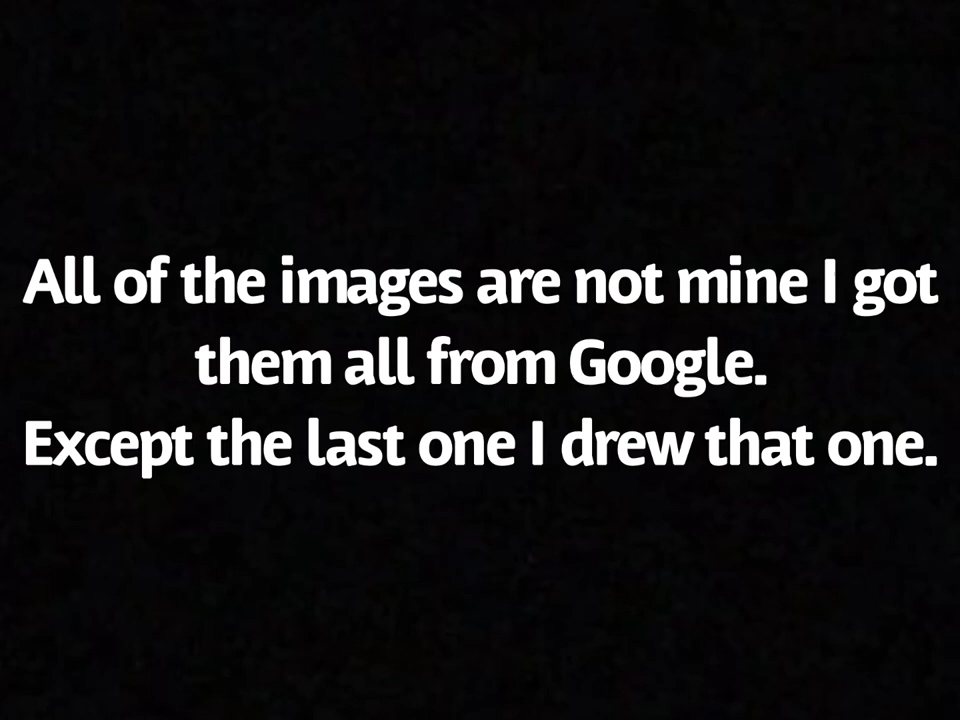 All of the images are not mine I got
them all from Google.
Except the last one I drew that one.